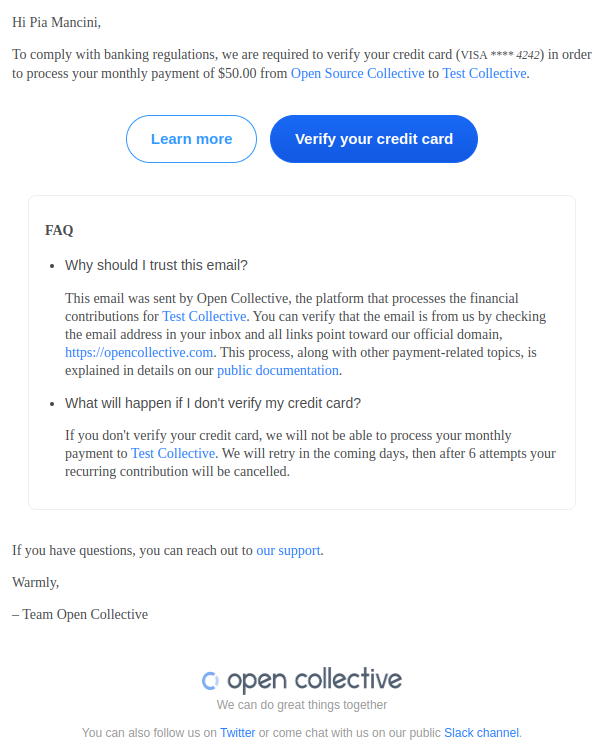 Hi Pia Mancini,
To comply with banking regulations, we are required to verify your credit card (VISA **** 4242) in order
to process your monthly payment of $50.00 from Open Source Collective to Test Collective.
Learn more
Verify your credit card
FAQ
• Why should I trust this email?
This email was sent by Open Collective, the platform that processes the financial
contributions for Test Collective. You can verify that the email is from us by checking
the email address in your inbox and all links point toward our official domain,
https://opencollective.com. This process, along with other payment-related topics, is
explained in details on our public documentation.
• What will happen if I don't verify my credit card?
If you don't verify your credit card, we will not be able to process your monthly
payment to Test Collective. We will retry in the coming days, then after 6 attempts your
recurring contribution will be cancelled.
If you have questions, you can reach out to our support.
Warmly,
– Team Open Collective
open collective
We can do great things together
You can also follow us on Twitter or come chat with us on our public Slack channel.